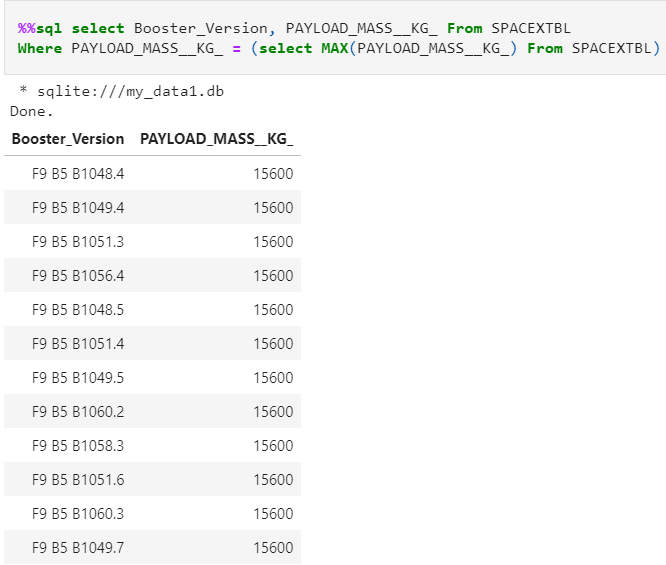 %%sql select Booster_Version, PAYLOAD_MASS__KG_ From SPACEXTBL
Where PAYLOAD_MASS__KG_ = (select MAX(PAYLOAD_MASS__KG_) From SPACEXTBL)
* sqlite:///my_data1.db
Done.
Booster_Version PAYLOAD_MASS__KG_
F9 B5 B1048.4 15600
F9 B5 B1049.4 15600
F9 B5 B1051.3 15600
F9 B5 B1056.4 15600
F9 B5 B1048.5 15600
F9 B5 B1051.4 15600
F9 B5 B1049.5 15600
F9 B5 B1060.2 15600
F9 B5 B1058.3 15600
F9 B5 B1051.6 15600
F9 B5 B1060.3 15600
F9 B5 B1049.7 15600